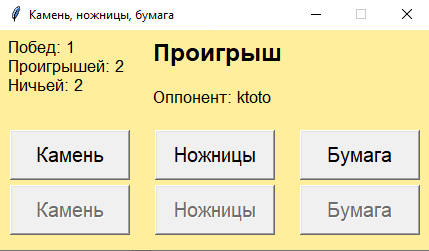 Камень, ножницы, бумага
Побед: 1
Проигрышей: 2
Ничьей: 2
Проигрыш
Оппонент: ktoto
Камень Ножницы Бумага
Камень Ножницы Бумага